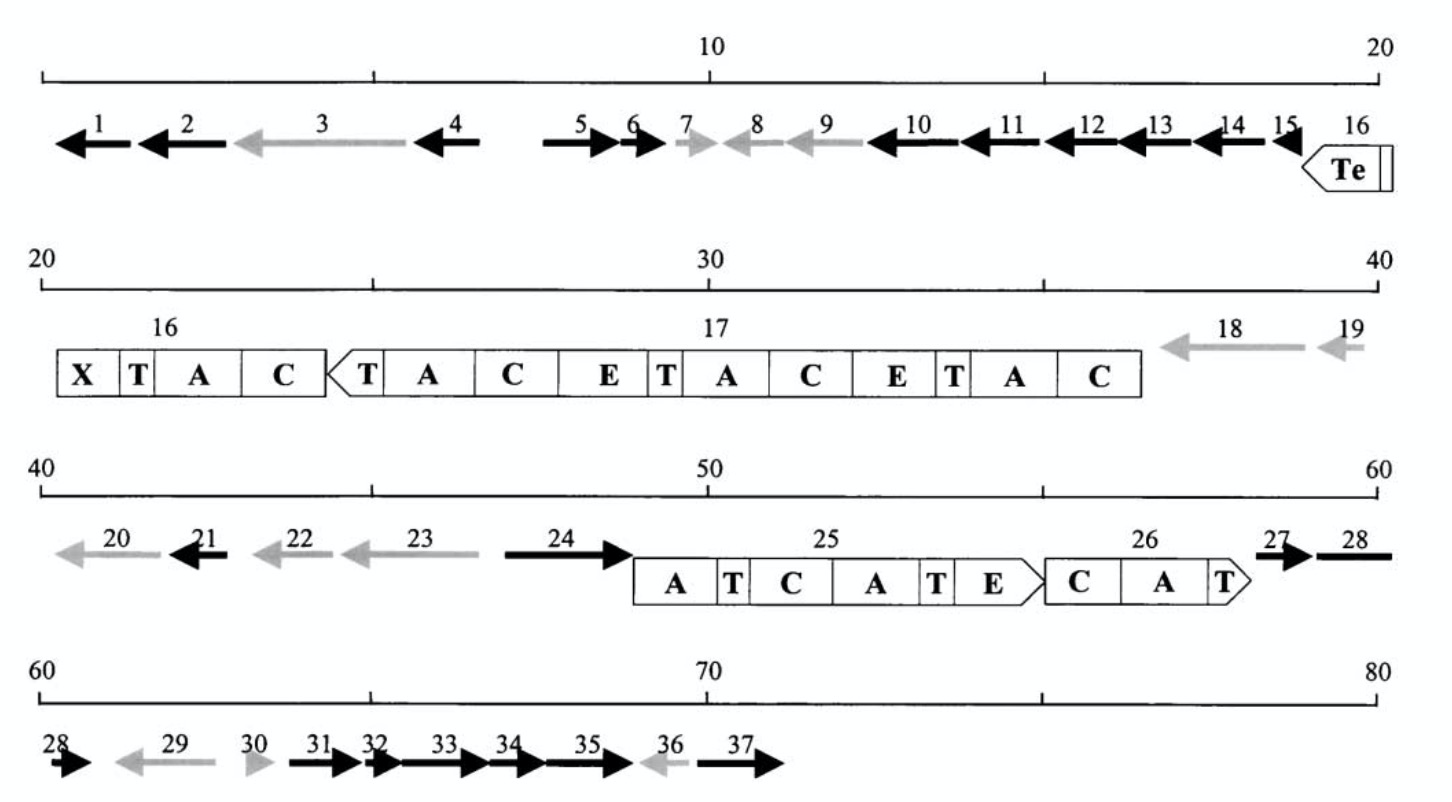 10 20
1 2 3 4 5 6 7 8 9 10 11 12 13 14 15 16
Te
20 30 40
16 17 18 19
X T A C T A C E T A C E T A C
40 50 60
20 21 22 23 24 25 26 27 28
A T C A T E C A T
60 70 80
28 29 30 31 32 33 34 35 36 37